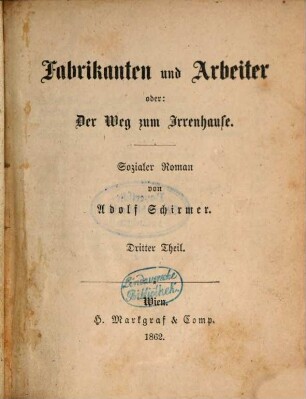 Fabrikanten und Arbeiter
oder:
Der Weg zum Irrenhause.
Sozialer Roman
von
Adolf Schirmer.
Dritter Theil.
Wien.
H. Markgraf & Comp.
1862.